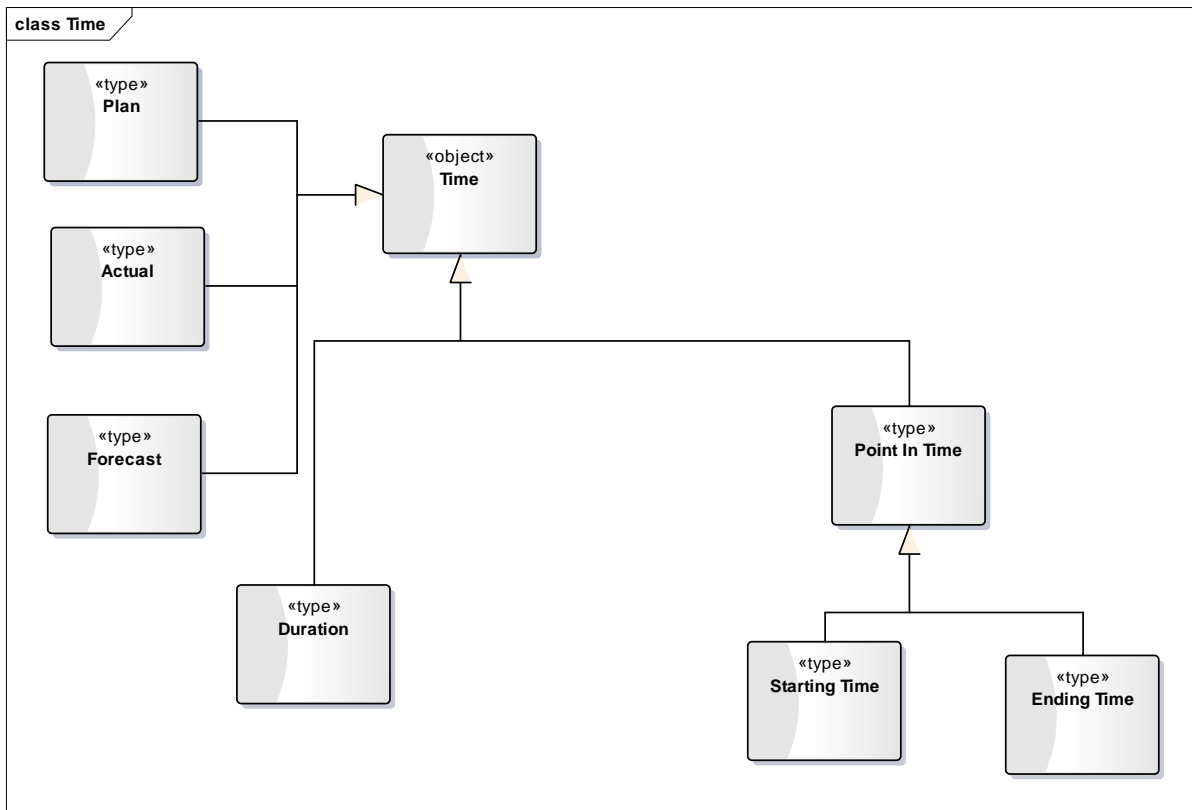 class Time
«type»
Plan
«object»
Time
«type»
Actual
«type»
Forecast
«type»
Point In Time
«type»
Duration
«type»
Starting Time
«type»
Ending Time